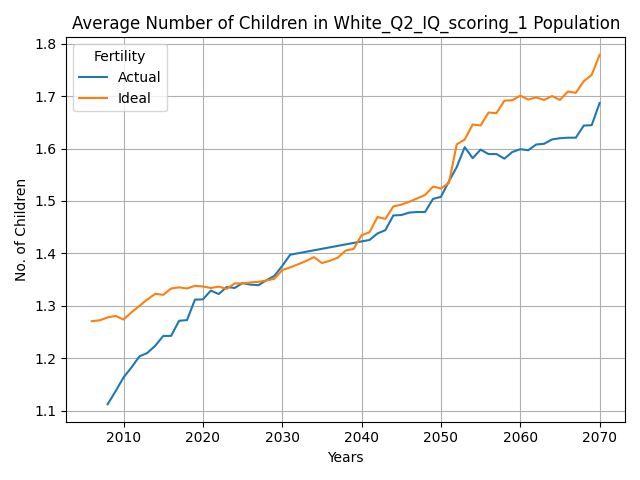 Average Number of Children in White_Q2_IQ_scoring_1 Population
Fertility
Actual
Ideal
No. of Children
1.8
1.7
1.6
1.5
1.4
1.3
1.2
1.1
2010 2020 2030 2040 2050 2060 2070
Years